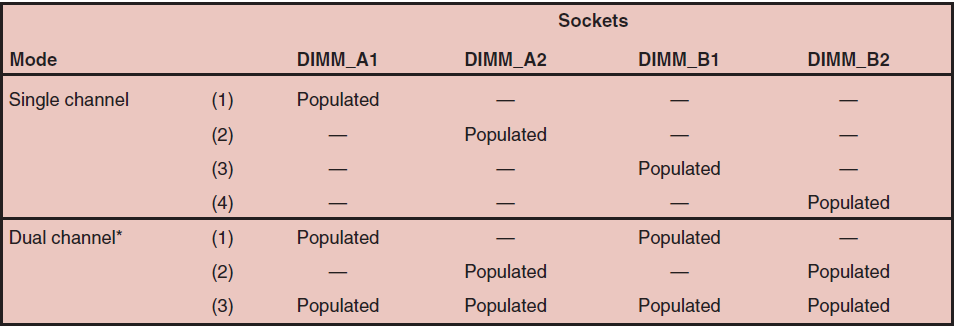 Sockets
Mode DIMM_A1 DIMM_A2 DIMM_B1 DIMM_B2
Single channel (1) Populated — — —
(2) — Populated — —
(3) — — Populated —
(4) — — — Populated
Dual channel* (1) Populated — Populated —
(2) — Populated — Populated
(3) Populated Populated Populated Populated